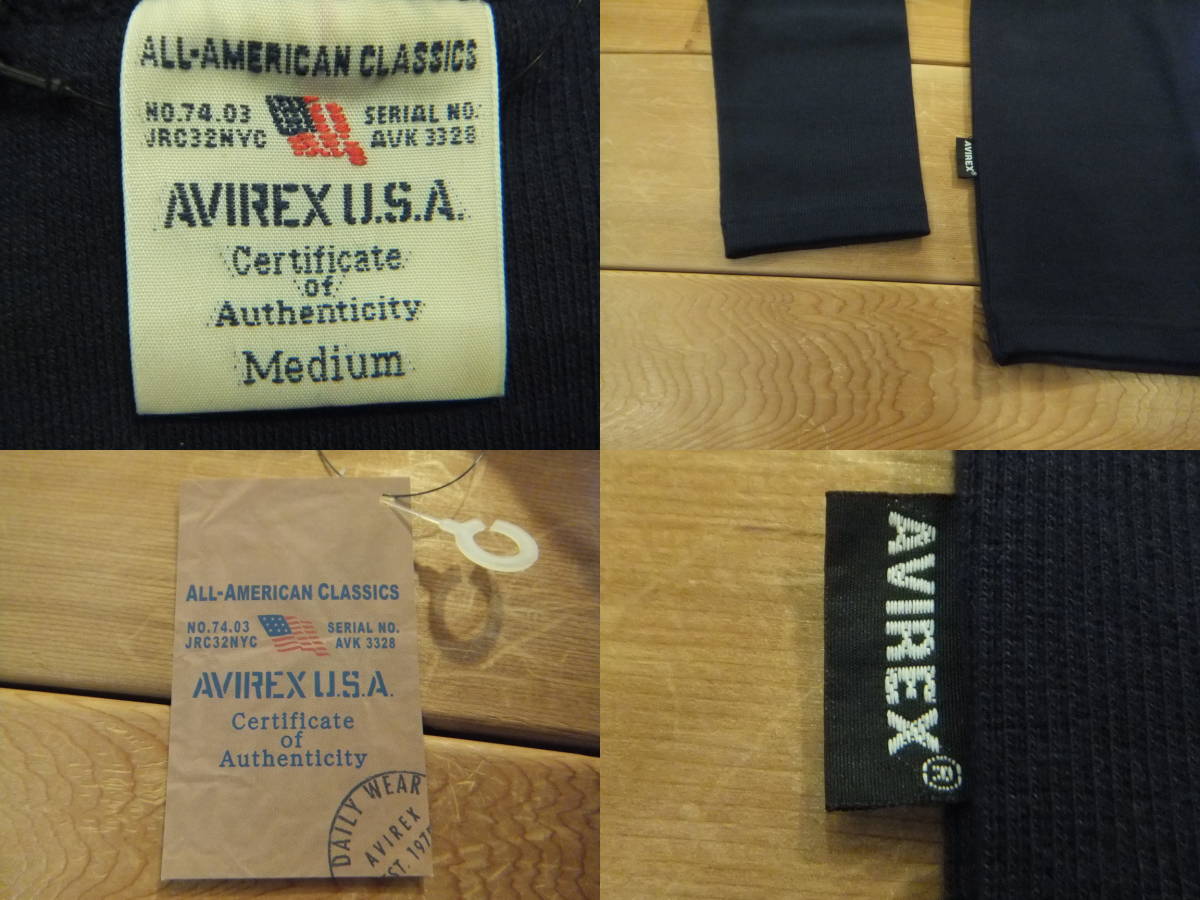 ALL-AMERICAN CLASSICS
NO.74.03
JRC32NYC
SERIAL NO.
AVK 3328
AVIREX U.S.A.
Certificate
of
Authenticity
Medium
AVIREX
ALL-AMERICAN CLASSICS
NO.74.03
JRC32NYC
SERIAL NO.
AVK 3328
AVIREX U.S.A.
Certificate
of
Authenticity
DAILY WEAR
AVIREX
AVIREX®